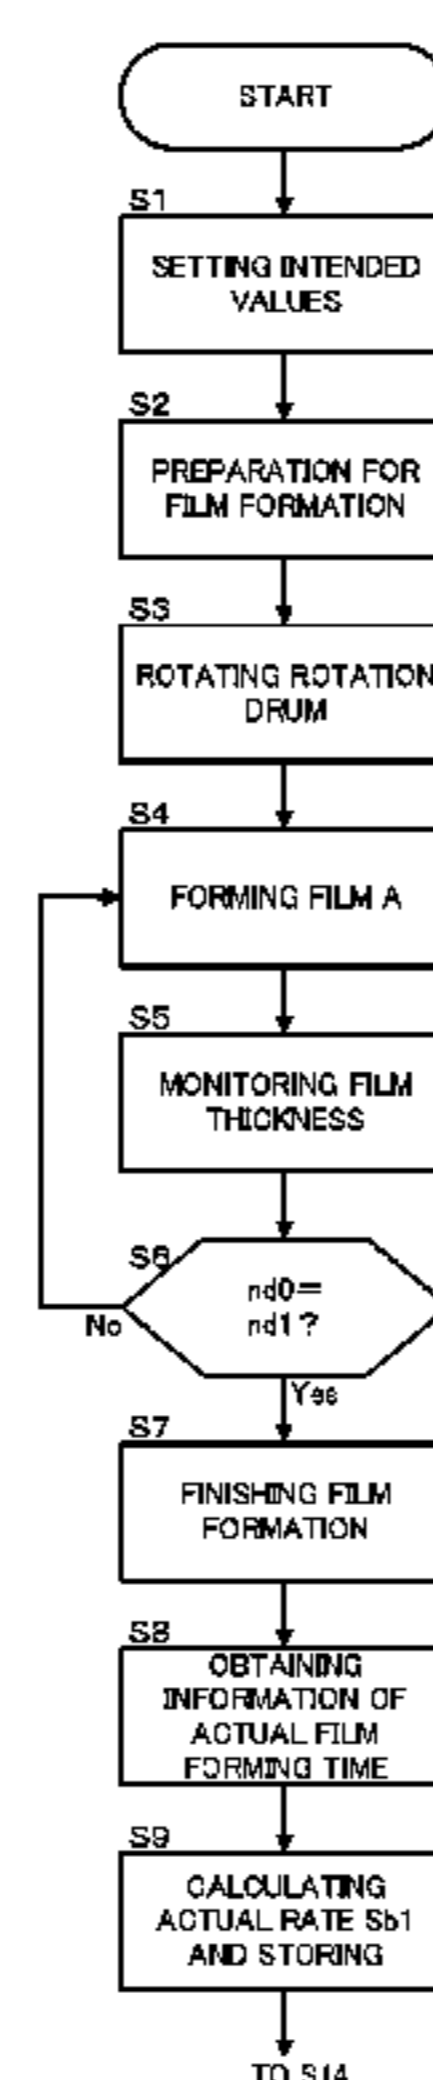 START
S1
SETTING INTENDED
VALUES
S2
PREPARATION FOR
FILM FORMATION
S3
ROTATING ROTATION
DRUM
S4
FORMING FILM A
S5
MONITORING FILM
THICKNESS
S6
nd0=
nd1?
No
Yes
S7
FINISHING FILM
FORMATION
S8
OBTAINING
INFORMATION OF
ACTUAL FILM
FORMING TIME
S9
CALCULATING
ACTUAL RATE Sb1
AND STORING
TO S14